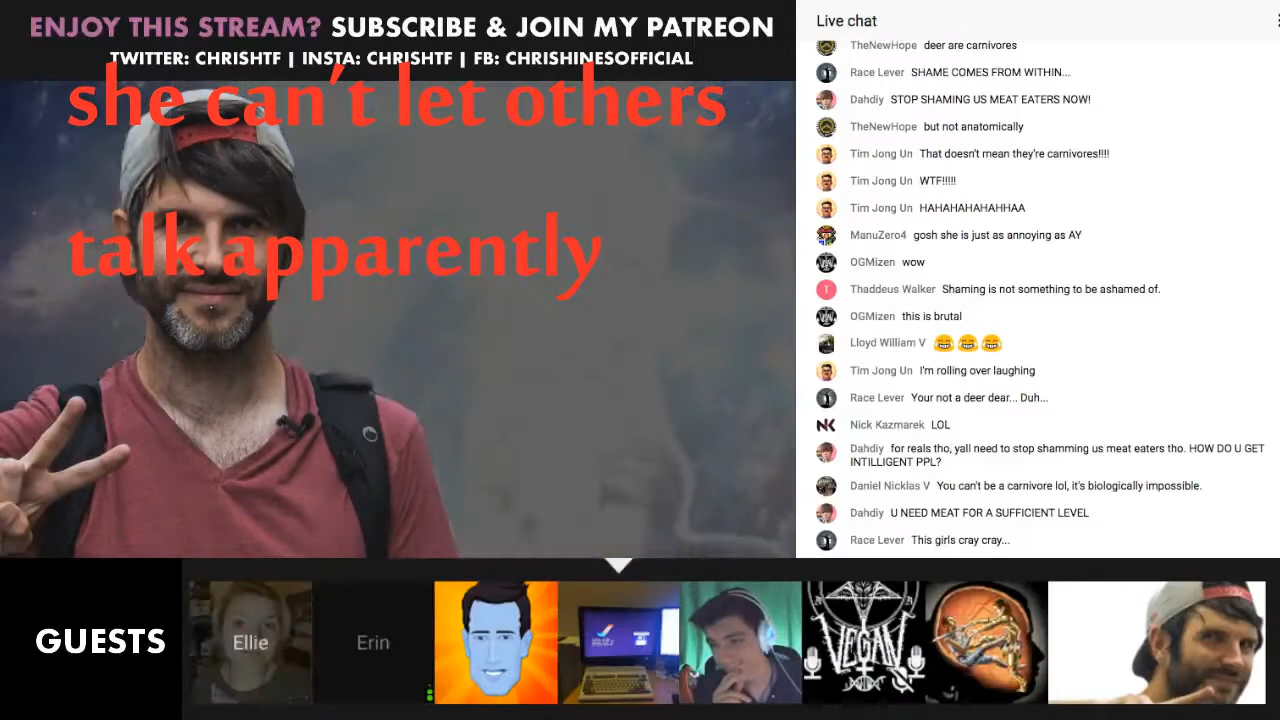 ENJOY THIS STREAM? SUBSCRIBE & JOIN MY PATREON
TWITTER: CHRISHTF | INSTA: CHRISHTF | FB: CHRISHINESOFFICIAL
she can't let others
talk apparently
Live chat
TheNewHope deer are carnivores
Race Lever SHAME COMES FROM WITHIN...
Dahdiy STOP SHAMING US MEAT EATERS NOW!
TheNewHope but not anatomically
Tim Jong Un That doesn't mean they're carnivores!!!!
Tim Jong Un WTF!!!!!
Tim Jong Un HAHAHAHAHAHHAA
ManuZero4 gosh she is just as annoying as AY
OGMizen wow
T Thaddeus Walker Shaming is not something to be ashamed of.
OGMizen this is brutal
Lloyd William V 😂 😂 😂
Tim Jong Un I'm rolling over laughing
Race Lever Your not a deer dear... Duh...
NK Nick Kazmarek LOL
Dahdiy for reals tho, yall need to stop shamming us meat eaters tho. HOW DO U GET
INTILLIGENT PPL?
Daniel Nicklas V You can't be a carnivore lol, it's biologically impossible.
Dahdiy U NEED MEAT FOR A SUFFICIENT LEVEL
Race Lever This girls cray cray...
GUESTS
Ellie
Erin
VEGAN